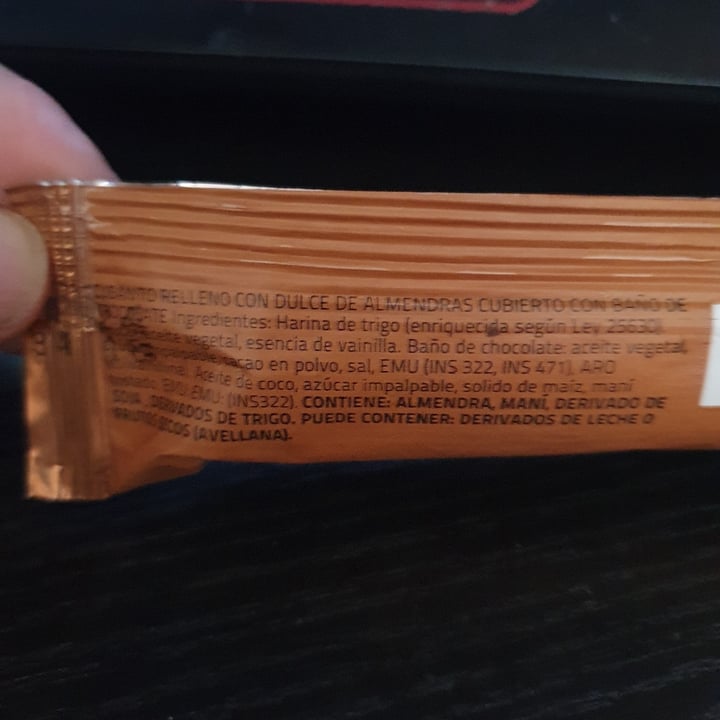 RELLENO CON DULCE DE ALMENDRAS CUBIERTO CON BAÑO DE
Ingredientes: Harina de trigo (enriquecida según Ley 25630),
vegetal, esencia de vainilla. Baño de chocolate: aceite vegetal,
cacao en polvo, sal, EMU (INS 322, INS 471), ARO
Aceite de coco, azúcar impalpable, solido de maíz, maní
EMU: (INS322). CONTIENE: ALMENDRA, MANÍ, DERIVADO DE
SOJA, DERIVADOS DE TRIGO. PUEDE CONTENER: DERIVADOS DE LECHE O
FRUTOS SECOS (AVELLANA).